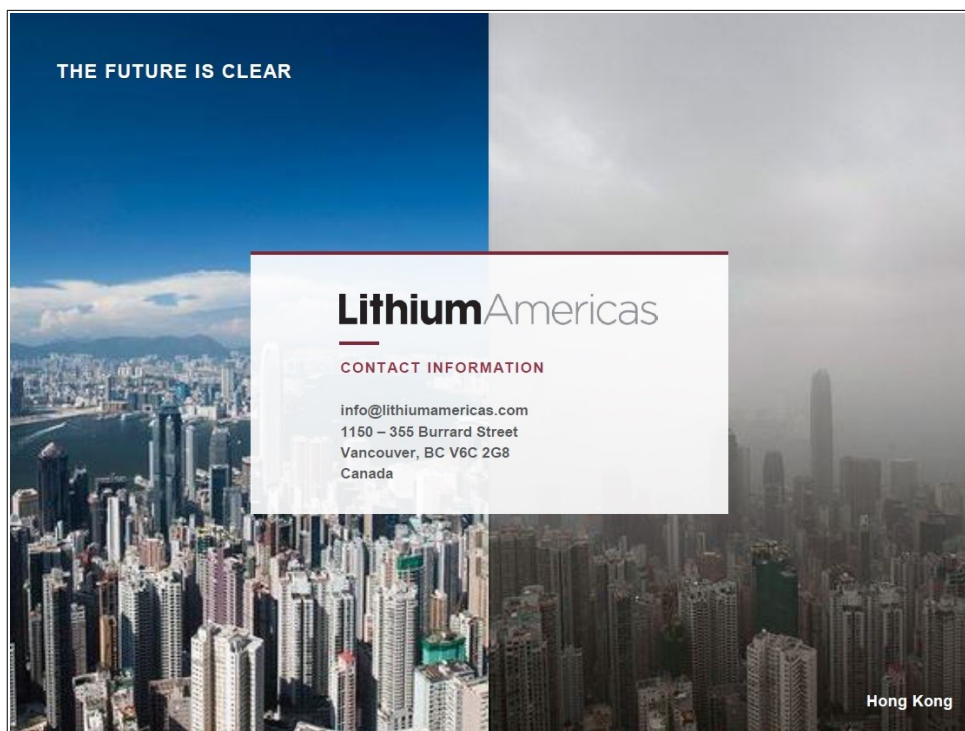 THE FUTURE IS CLEAR
LithiumAmericas
CONTACT INFORMATION
info@lithiumamericas.com
1150 – 355 Burrard Street
Vancouver, BC V6C 2G8
Canada
Hong Kong